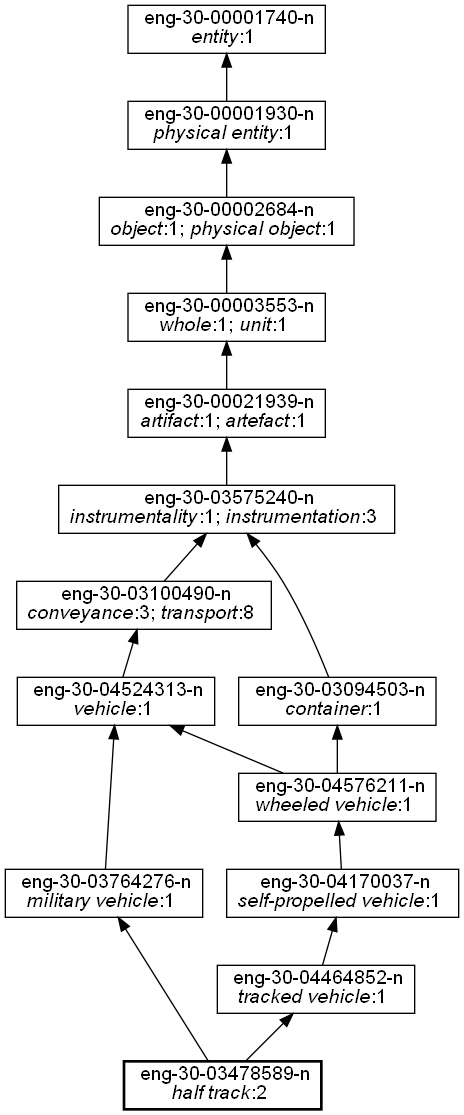 eng-30-00001740-n
entity:1
eng-30-00001930-n
physical entity:1
eng-30-00002684-n
object:1; physical object:1
eng-30-00003553-n
whole:1; unit:1
eng-30-00021939-n
artifact:1; artefact:1
eng-30-03575240-n
instrumentality:1; instrumentation:3
eng-30-03100490-n
conveyance:3; transport:8
eng-30-04524313-n
vehicle:1
eng-30-03094503-n
container:1
eng-30-04576211-n
wheeled vehicle:1
eng-30-03764276-n
military vehicle:1
eng-30-04170037-n
self-propelled vehicle:1
eng-30-04464852-n
tracked vehicle:1
eng-30-03478589-n
half track:2